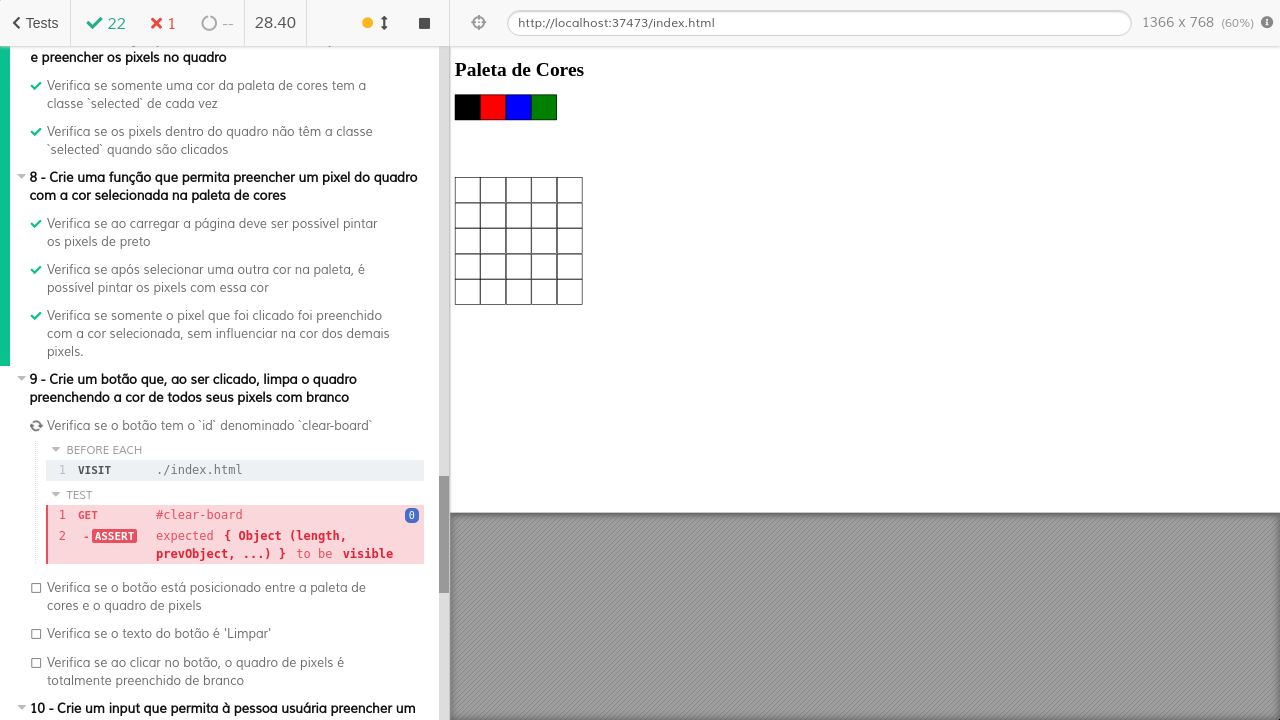 Tests
22
1
--
28.40
http://localhost:37473/index.html
1366 x 768 (60%)
e preencher os pixels no quadro
Verifica se somente uma cor da paleta de cores tem a
classe `selected` de cada vez
Verifica se os pixels dentro do quadro não têm a classe
`selected` quando são clicados
8 - Crie uma função que permita preencher um pixel do quadro
com a cor selecionada na paleta de cores
Verifica se ao carregar a página deve ser possível pintar
os pixels de preto
Verifica se após selecionar uma outra cor na paleta, é
possível pintar os pixels com essa cor
Verifica se somente o pixel que foi clicado foi preenchido
com a cor selecionada, sem influenciar na cor dos demais
pixels.
9 - Crie um botão que, ao ser clicado, limpa o quadro
preenchendo a cor de todos seus pixels com branco
Verifica se o botão tem o `id` denominado `clear-board`
BEFORE EACH
1 VISIT ./index.html
TEST
1 GET #clear-board 0
2 -ASSERT expected { Object (length,
prevObject, ...) } to be visible
Verifica se o botão está posicionado entre a paleta de
cores e o quadro de pixels
Verifica se o texto do botão é 'Limpar'
Verifica se ao clicar no botão, o quadro de pixels é
totalmente preenchido de branco
10 - Crie um input que permita à pessoa usuária preencher um
Paleta de Cores